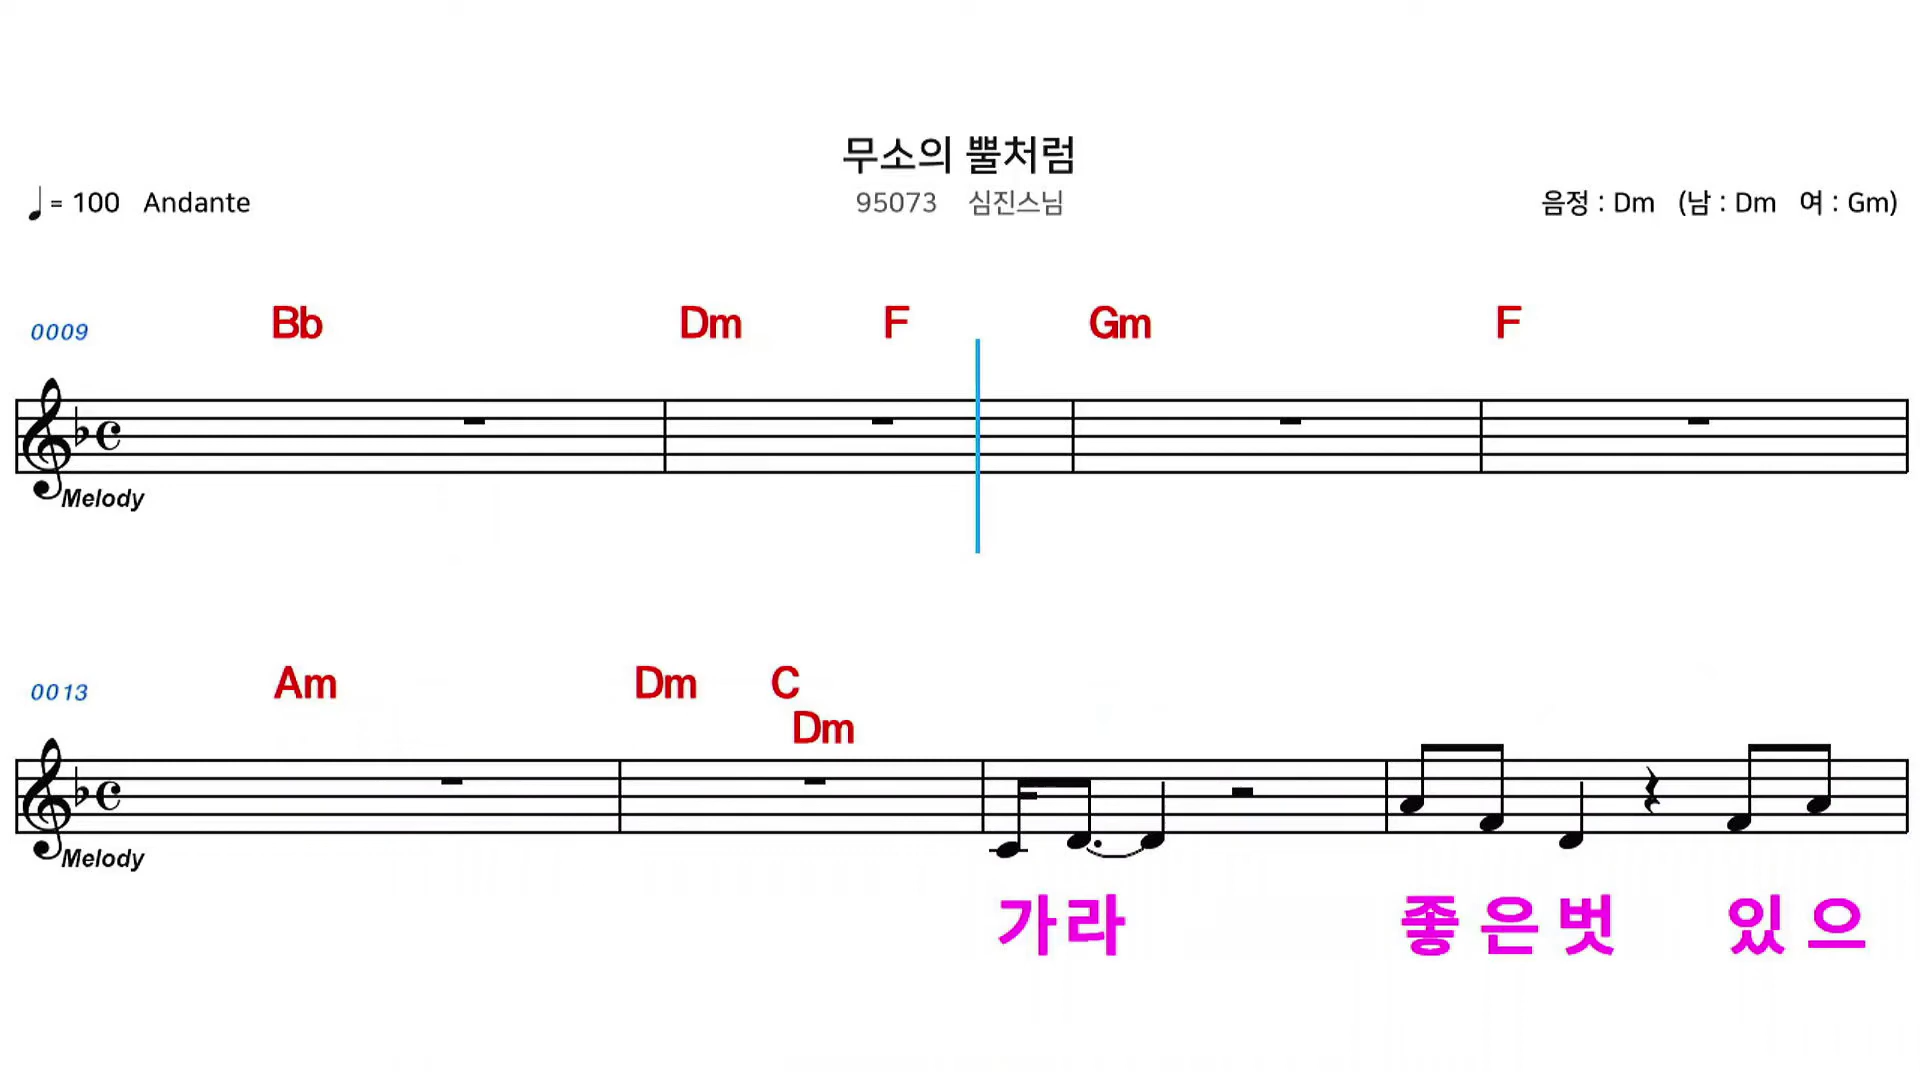 무소의 뿔처럼
♩= 100 Andante
95073 심진스님
음정 : Dm (남 : Dm 여 : Gm)
0009 Bb Dm F Gm F
Melody
0013 Am Dm C
Dm
Melody
가라 좋은벗 있으